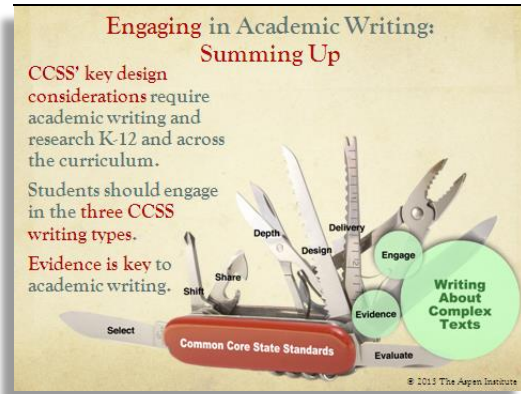 Engaging in Academic Writing:
Summing Up
CCSS' key design
considerations require
academic writing and
research K-12 and across
the curriculum.
Students should engage
in the three CCSS
writing types.
Evidence is key to
academic writing.
Select
Shift
Share
Depth
Design
Delivery
Engage
Evidence
Writing
About
Complex
Texts
Evaluate
Common Core State Standards
© 2013 The Aspen Institute